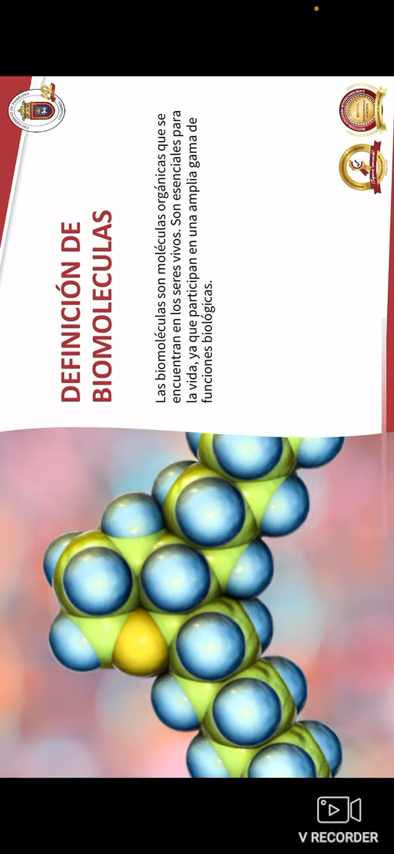 DEFINICIÓN DE
BIOMOLECULAS
Las biomoléculas son moléculas orgánicas que se
encuentran en los seres vivos. Son esenciales para
la vida, ya que participan en una amplia gama de
funciones biológicas.
V RECORDER